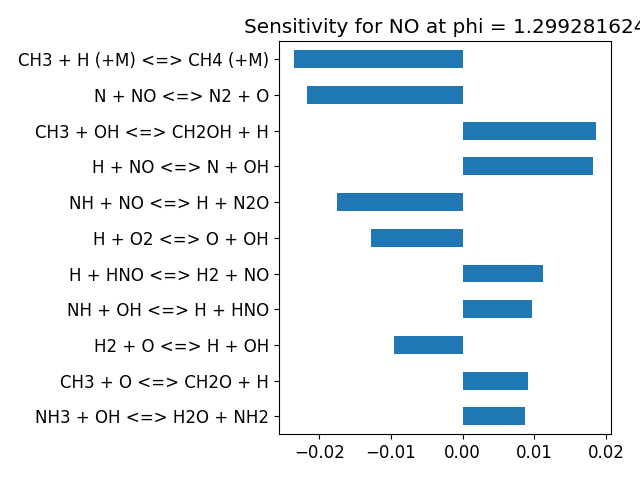 Sensitivity for NO at phi = 1.299281624
CH3 + H (+M) <=> CH4 (+M)
N + NO <=> N2 + O
CH3 + OH <=> CH2OH + H
H + NO <=> N + OH
NH + NO <=> H + N2O
H + O2 <=> O + OH
H + HNO <=> H2 + NO
NH + OH <=> H + HNO
H2 + O <=> H + OH
CH3 + O <=> CH2O + H
NH3 + OH <=> H2O + NH2
−0.02 −0.01 0.00 0.01 0.02